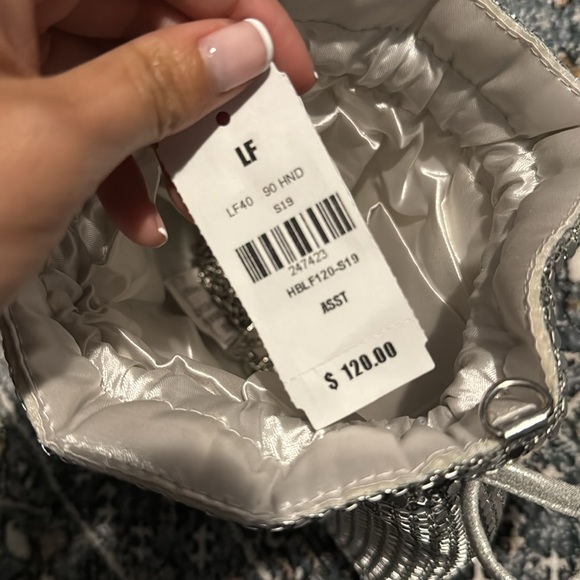 LF
LF40 90 HND
S19
247423
HBLF120-S19
ASST
$ 120.00